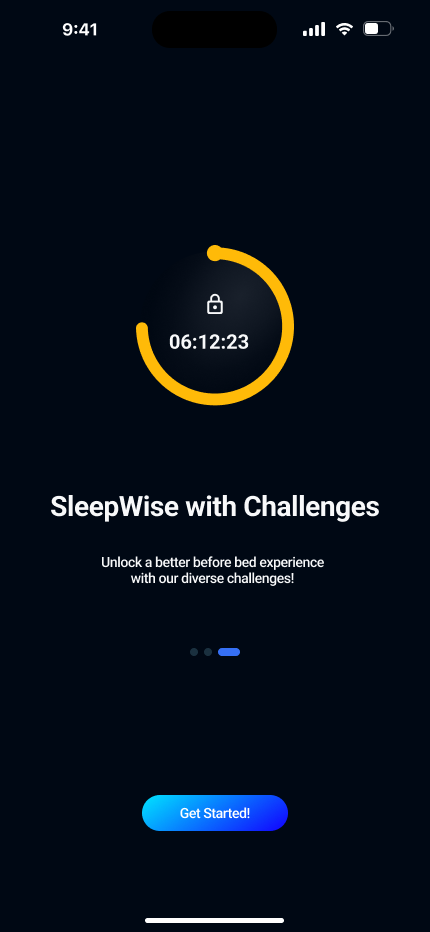 9:41
06:12:23
SleepWise with Challenges
Unlock a better before bed experience
with our diverse challenges!
Get Started!